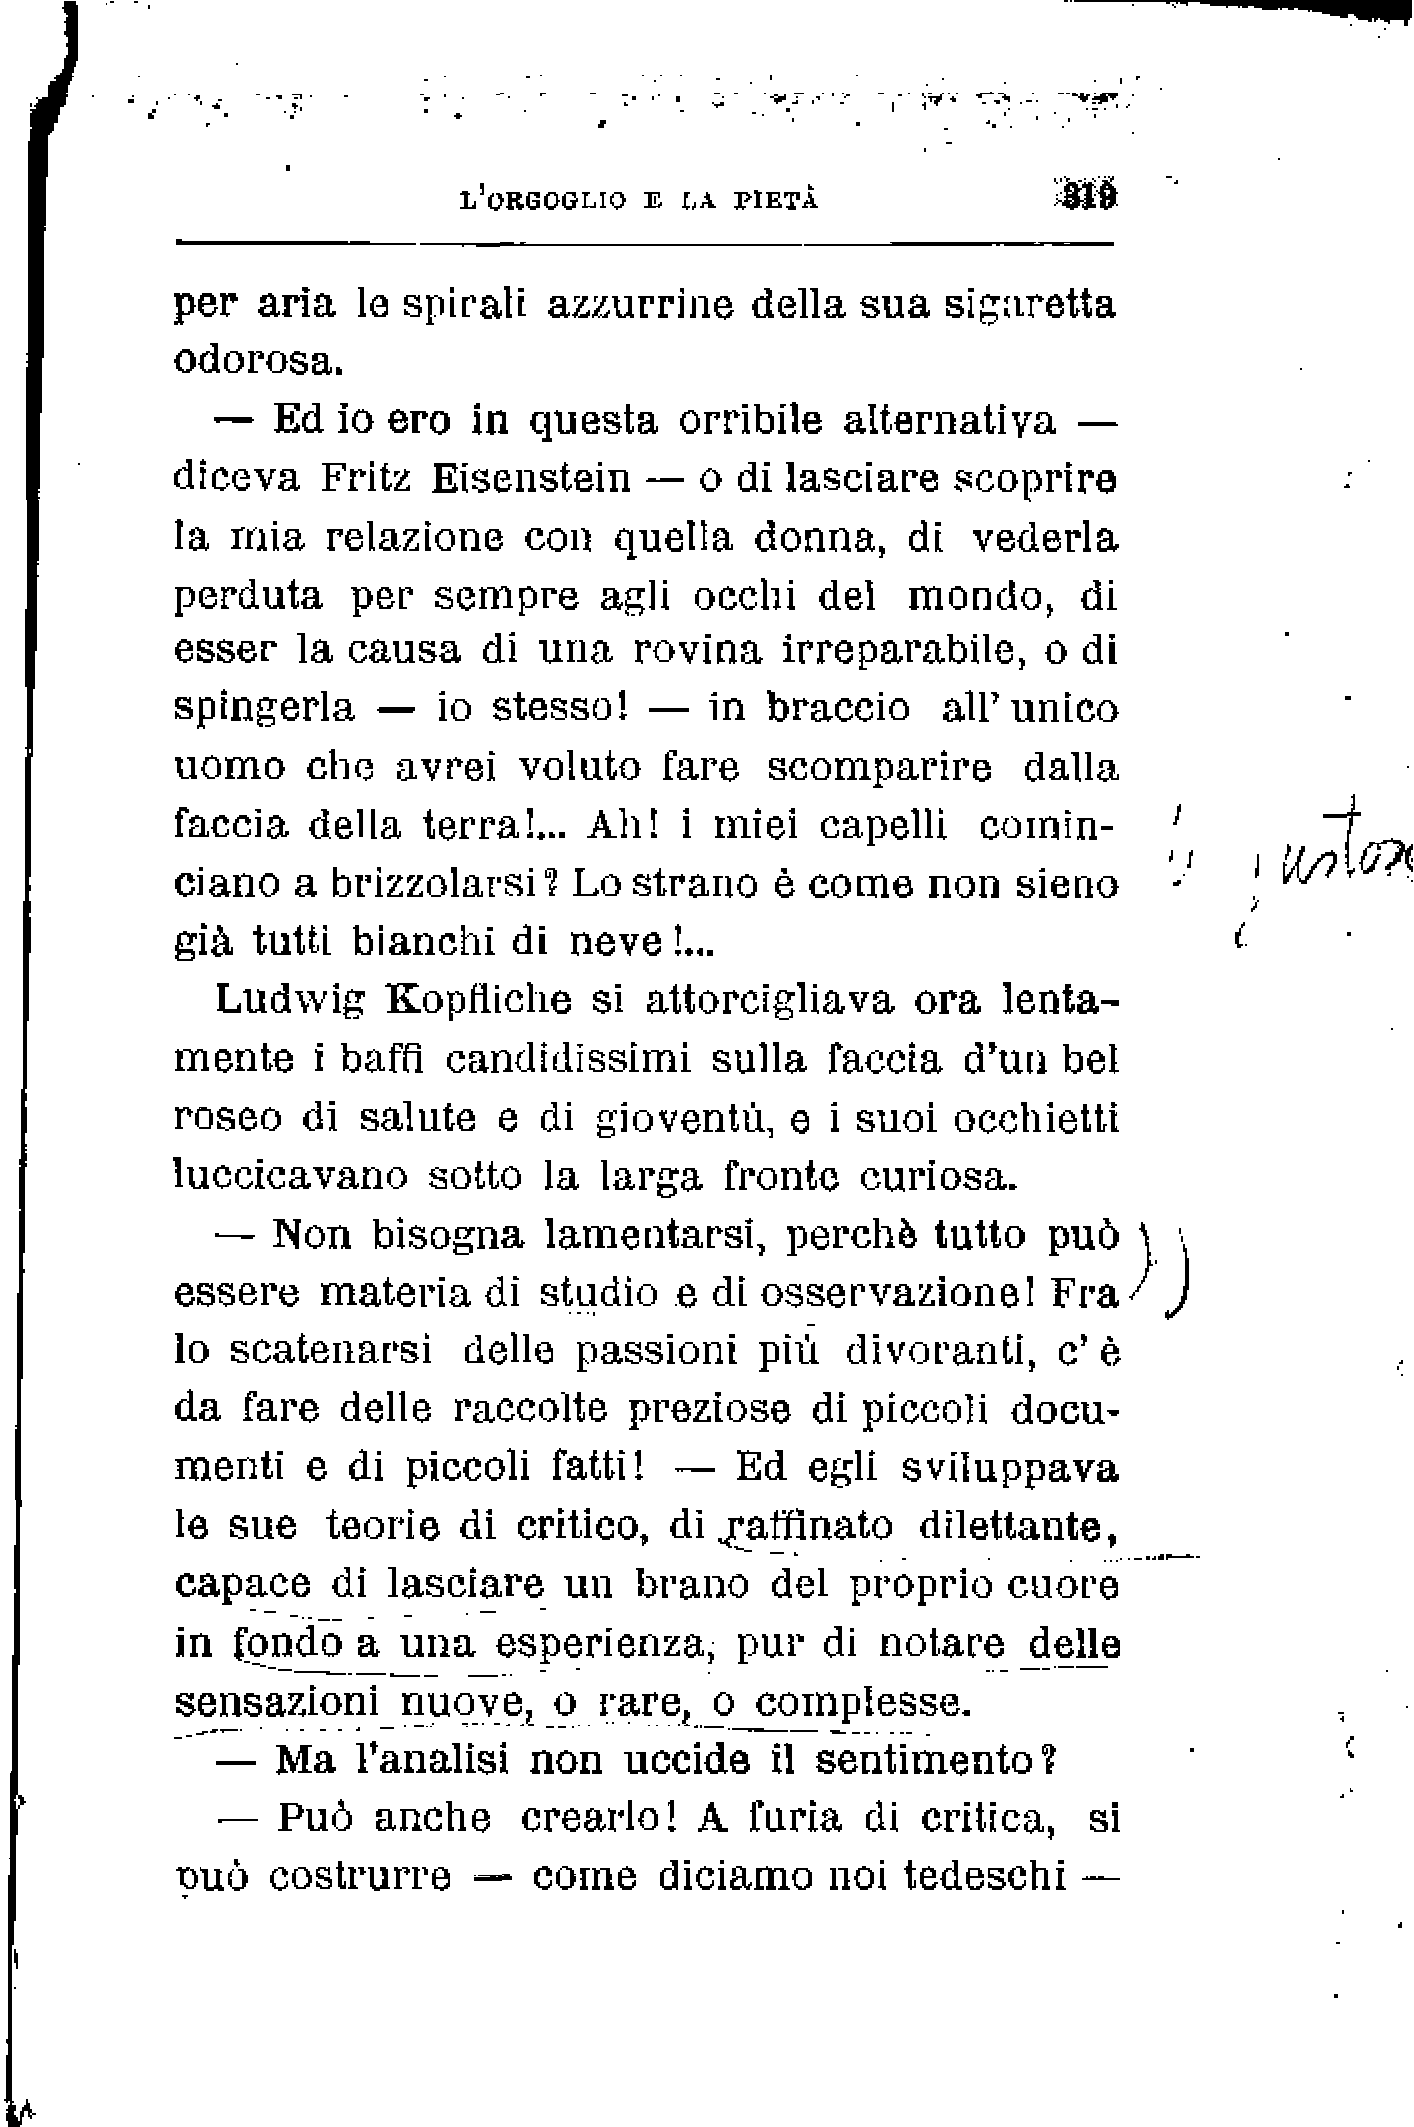 L'ORGOGLIO E LA PIETÀ 319
per aria le spirali azzurrine della sua sigaretta
odorosa.
— Ed io ero in questa orribile alternativa —
diceva Fritz Eisenstein — o di lasciare scoprire
la mia relazione con quella donna, di vederla
perduta per sempre agli occhi del mondo, di
esser la causa di una rovina irreparabile, o di
spingerla — io stesso! — in braccio all' unico
uomo che avrei voluto fare scomparire dalla
faccia della terra!... Ah! i miei capelli comin-
ciano a brizzolarsi? Lo strano è come non sieno
già tutti bianchi di neve!...
Ludwig Kopfliche si attorcigliava ora lenta-
mente i baffi candidissimi sulla faccia d'un bel
roseo di salute e di gioventù, e i suoi occhietti
luccicavano sotto la larga fronte curiosa.
— Non bisogna lamentarsi, perchè tutto può
essere materia di studio e di osservazione! Fra
lo scatenarsi delle passioni più divoranti, c' è
da fare delle raccolte preziose di piccoli docu-
menti e di piccoli fatti! — Ed egli sviluppava
le sue teorie di critico, di raffinato dilettante,
capace di lasciare un brano del proprio cuore
in fondo a una esperienza, pur di notare delle
sensazioni nuove, o rare, o complesse.
— Ma l'analisi non uccide il sentimento?
— Può anche crearlo! A furia di critica, si
può costrurre — come diciamo noi tedeschi —